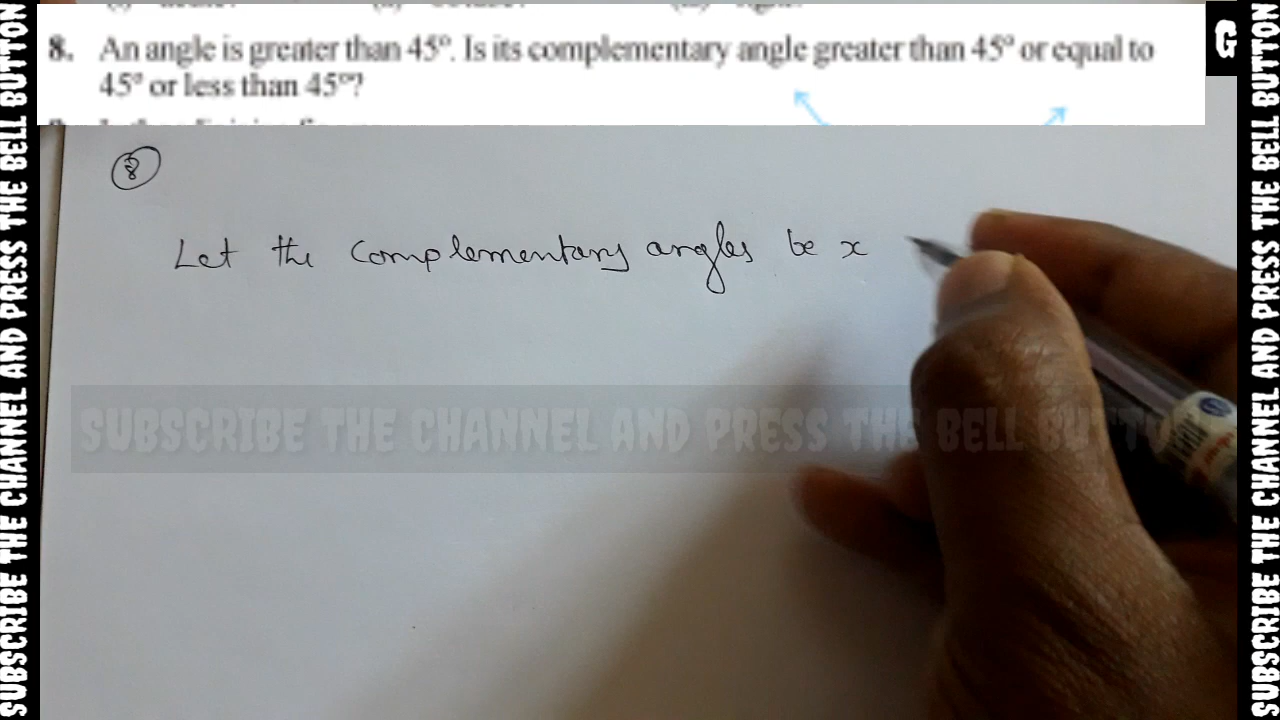 8. An angle is greater than 45°. Is its complementary angle greater than 45° or equal to
45° or less than 45°?
G
8
Let the complementary angles be x
SUBSCRIBE THE CHANNEL AND PRESS THE BELL BUTTON
SUBSCRIBE THE CHANNEL AND PRESS THE BELL BUTTON
SUBSCRIBE THE CHANNEL AND PRESS THE BELL BUTTON